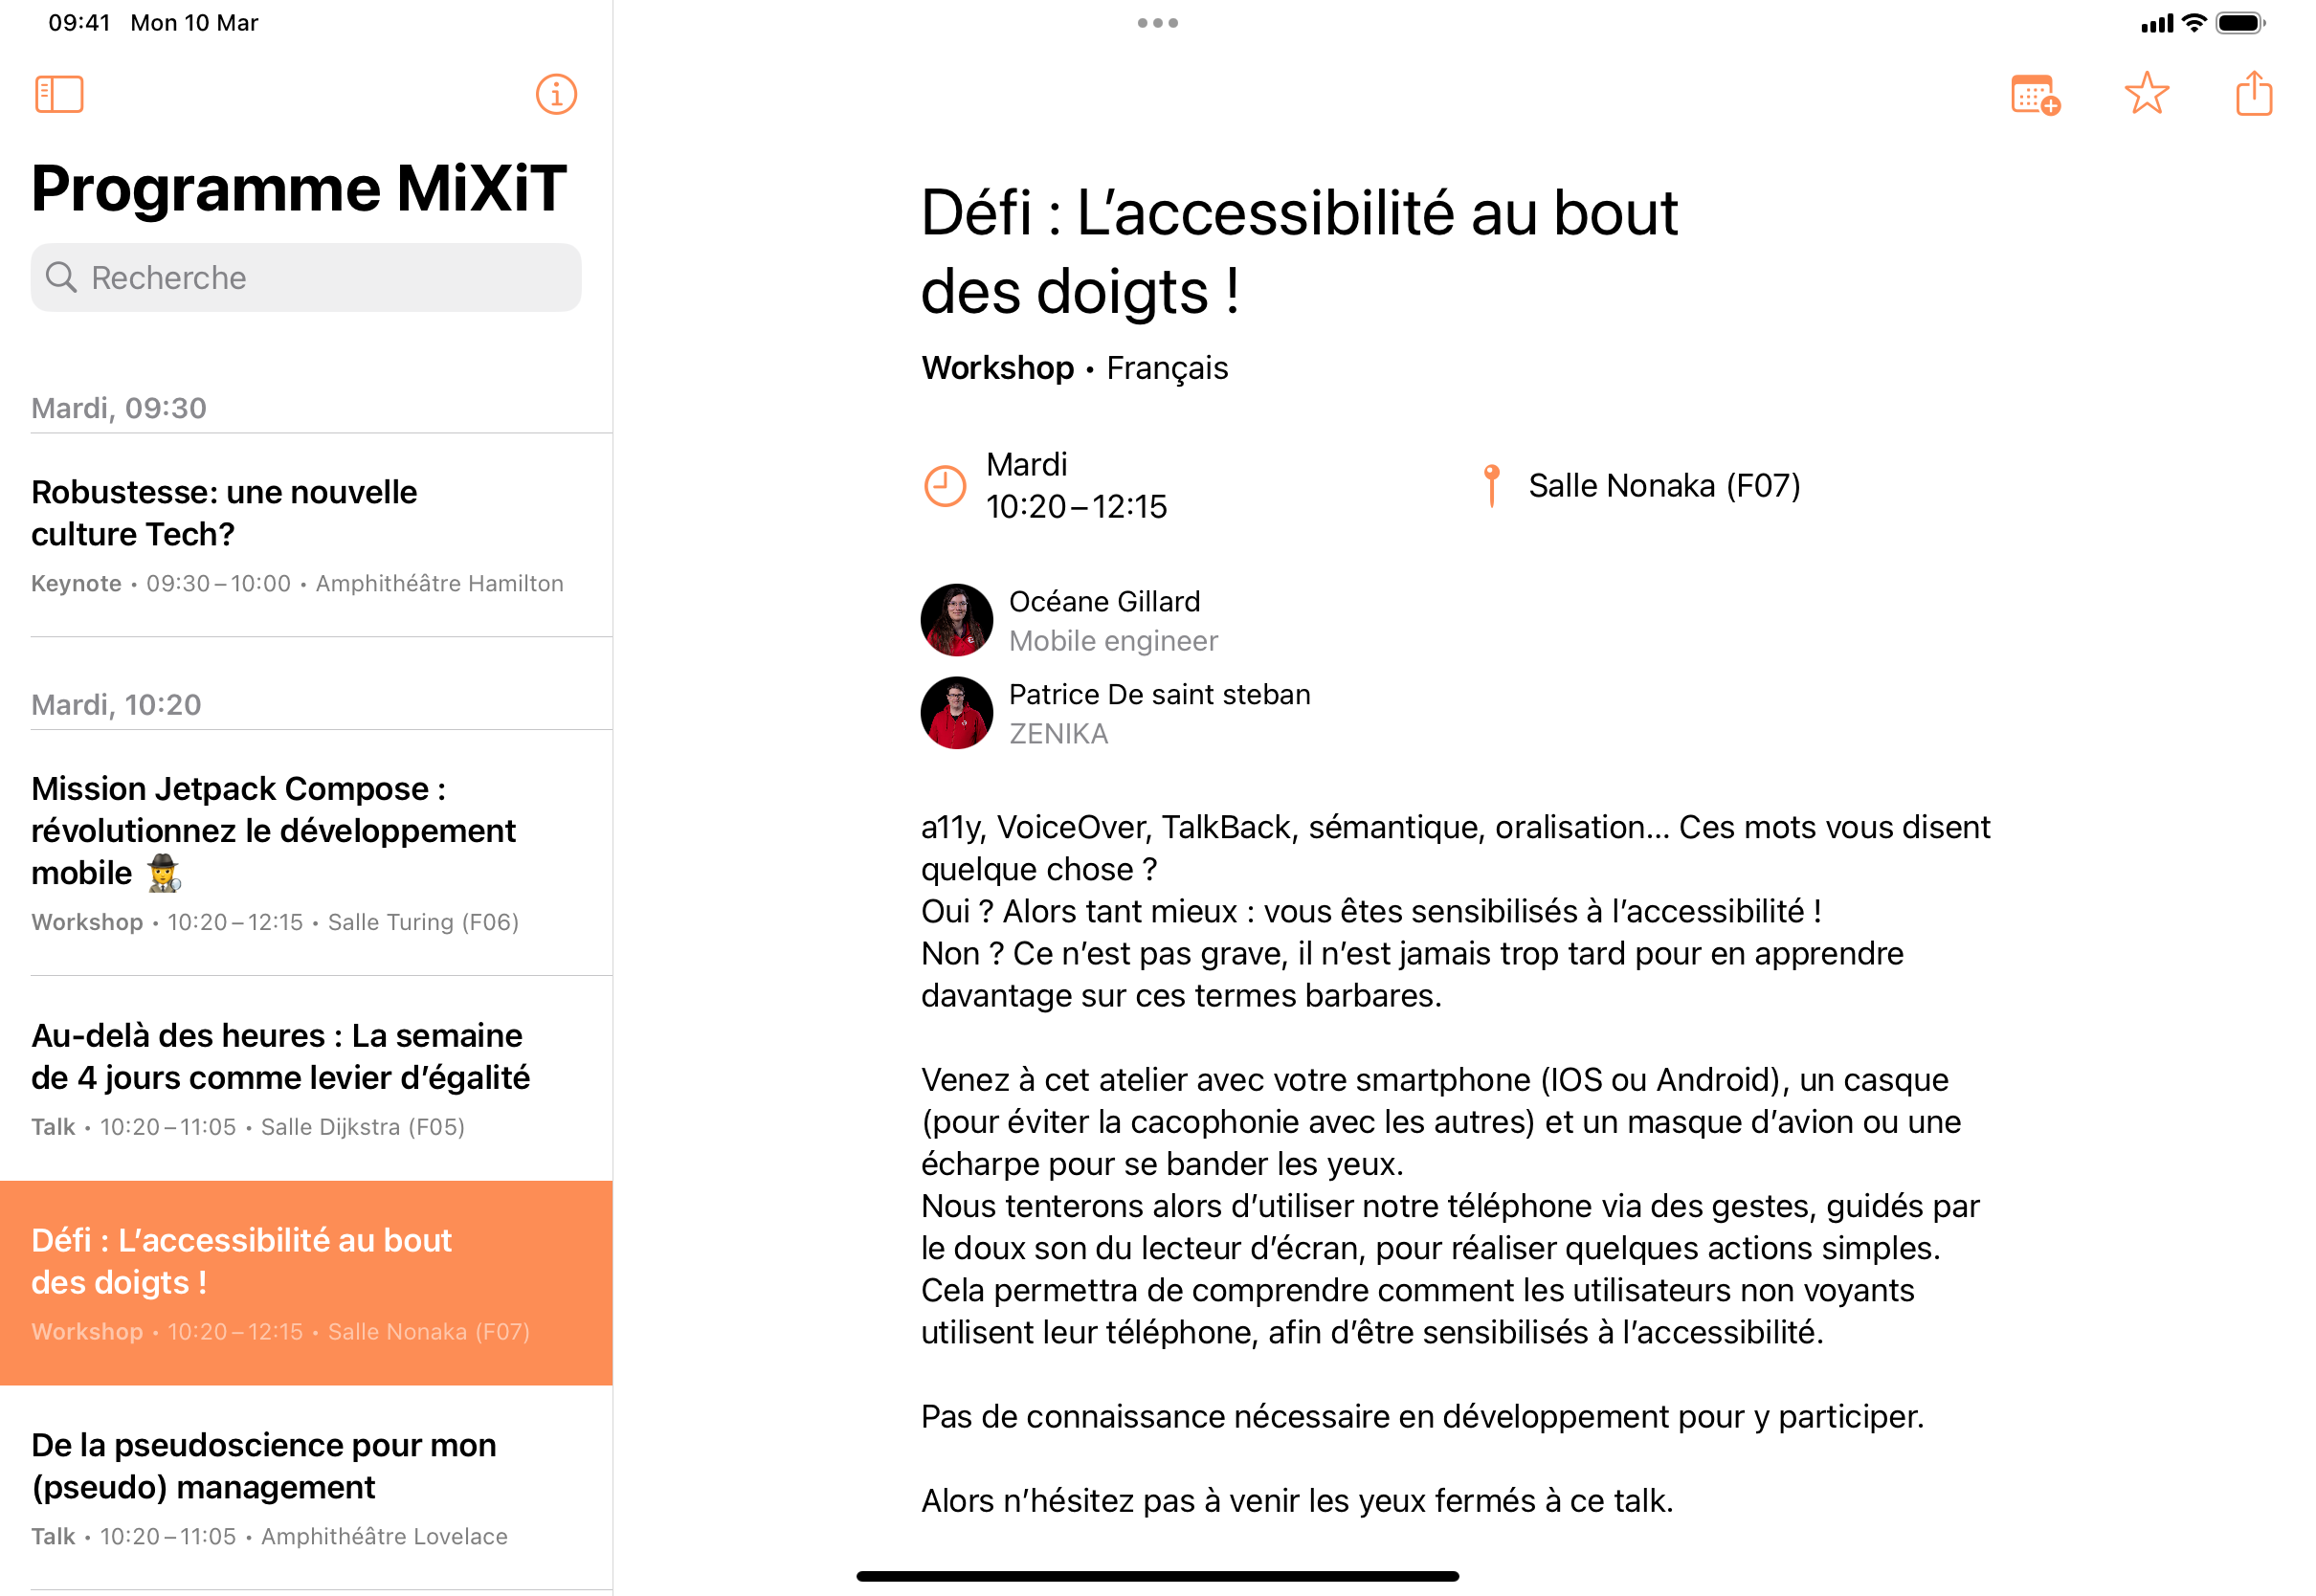 09:41 Mon 10 Mar
Programme MiXiT
Recherche
Mardi, 09:30
Robustesse: une nouvelle
culture Tech?
Keynote • 09:30 – 10:00 • Amphithéâtre Hamilton
Mardi, 10:20
Mission Jetpack Compose :
révolutionnez le développement
mobile 🕵️
Workshop • 10:20 – 12:15 • Salle Turing (F06)
Au-delà des heures : La semaine
de 4 jours comme levier d’égalité
Talk • 10:20 – 11:05 • Salle Dijkstra (F05)
Défi : L’accessibilité au bout
des doigts !
Workshop • 10:20 – 12:15 • Salle Nonaka (F07)
De la pseudoscience pour mon
(pseudo) management
Talk • 10:20 – 11:05 • Amphithéâtre Lovelace
Défi : L’accessibilité au bout
des doigts !
Workshop • Français
Mardi
10:20 – 12:15
Salle Nonaka (F07)
Océane Gillard
Mobile engineer
Patrice De saint steban
ZENIKA
a11y, VoiceOver, TalkBack, sémantique, oralisation... Ces mots vous disent
quelque chose ?
Oui ? Alors tant mieux : vous êtes sensibilisés à l’accessibilité !
Non ? Ce n’est pas grave, il n’est jamais trop tard pour en apprendre
davantage sur ces termes barbares.
Venez à cet atelier avec votre smartphone (IOS ou Android), un casque
(pour éviter la cacophonie avec les autres) et un masque d’avion ou une
écharpe pour se bander les yeux.
Nous tenterons alors d’utiliser notre téléphone via des gestes, guidés par
le doux son du lecteur d’écran, pour réaliser quelques actions simples.
Cela permettra de comprendre comment les utilisateurs non voyants
utilisent leur téléphone, afin d’être sensibilisés à l’accessibilité.
Pas de connaissance nécessaire en développement pour y participer.
Alors n’hésitez pas à venir les yeux fermés à ce talk.